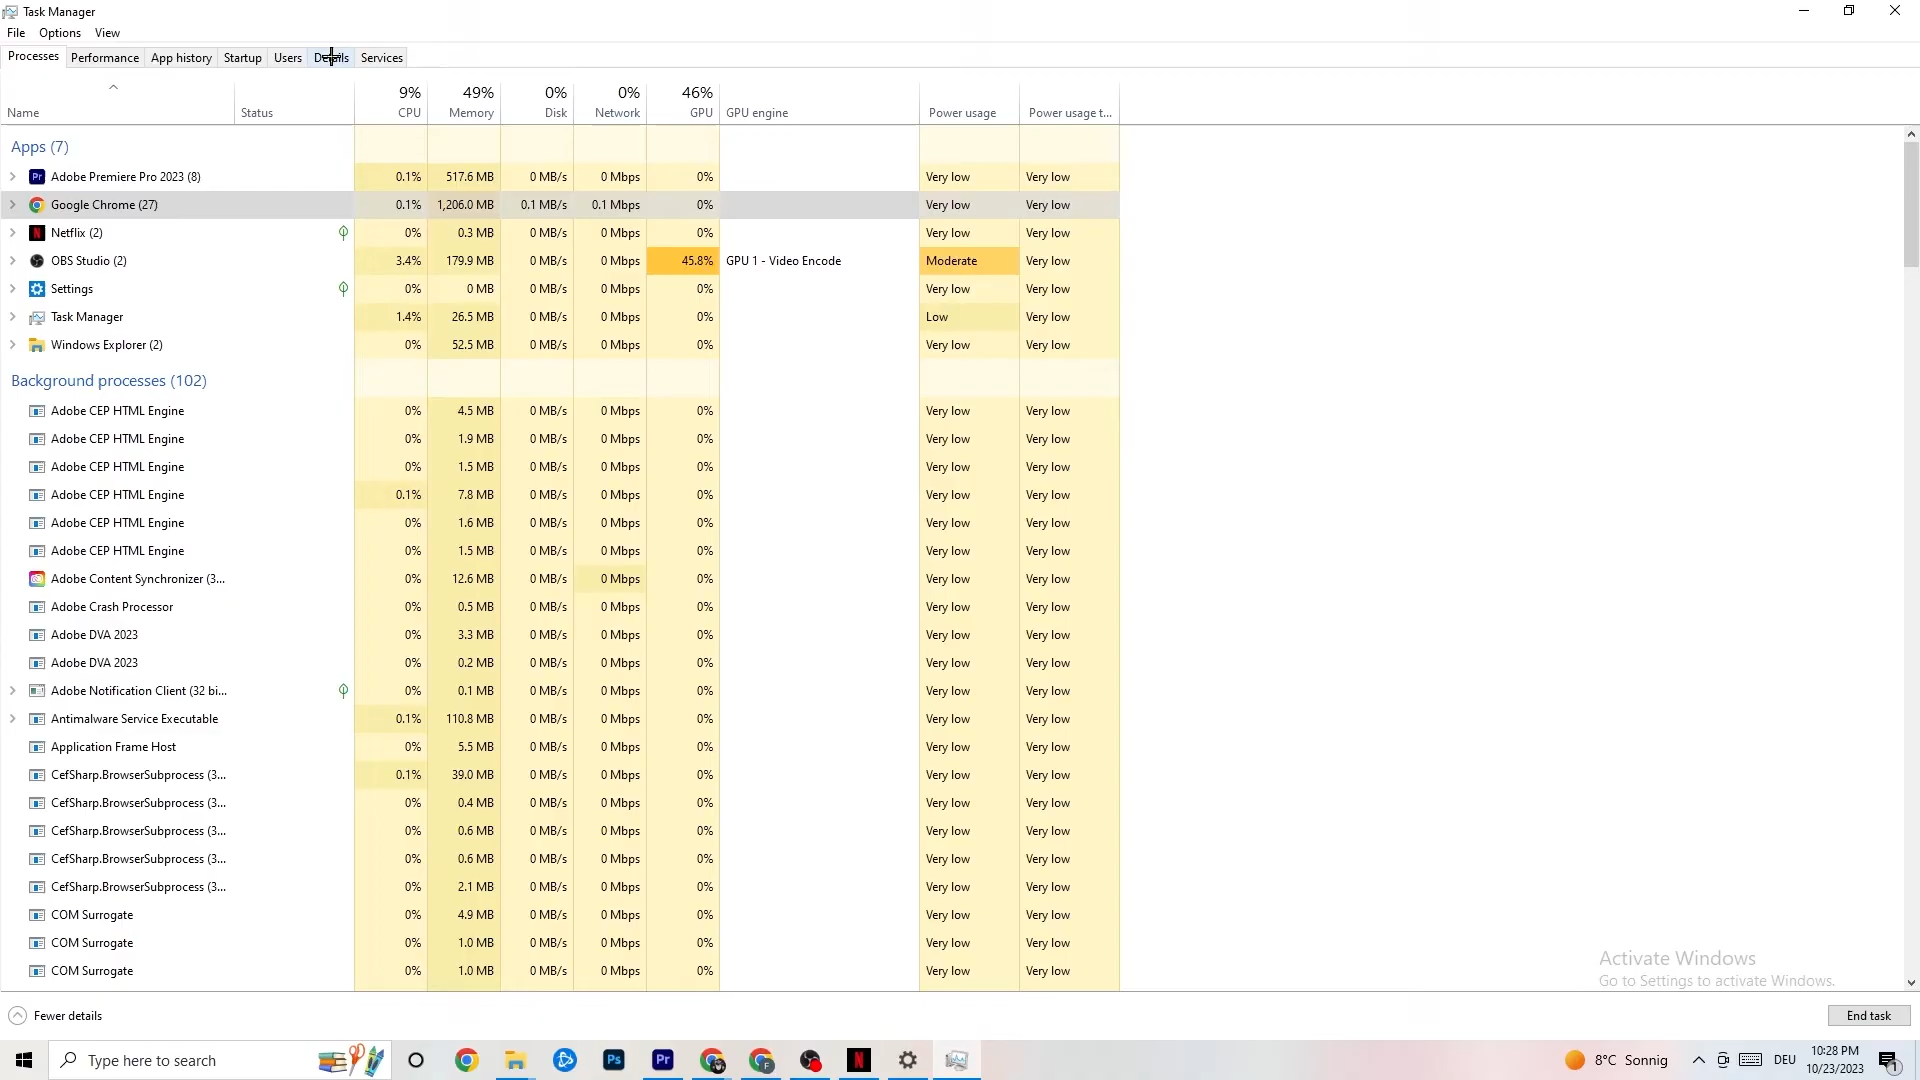 Task Manager
File Options View
Processes Performance App history Startup Users Details Services
9% 49% 0% 0% 46%
Name Status CPU Memory Disk Network GPU GPU engine Power usage Power usage t...
Apps (7)
Pr Adobe Premiere Pro 2023 (8) 0.1% 517.6 MB 0 MB/s 0 Mbps 0% Very low Very low
Google Chrome (27) 0.1% 1,206.0 MB 0.1 MB/s 0.1 Mbps 0% Very low Very low
N Netflix (2) 0% 0.3 MB 0 MB/s 0 Mbps 0% Very low Very low
OBS Studio (2) 3.4% 179.9 MB 0 MB/s 0 Mbps 45.8% GPU 1 - Video Encode Moderate Very low
Settings 0% 0 MB 0 MB/s 0 Mbps 0% Very low Very low
Task Manager 1.4% 26.5 MB 0 MB/s 0 Mbps 0% Low Very low
Windows Explorer (2) 0% 52.5 MB 0 MB/s 0 Mbps 0% Very low Very low
Background processes (102)
Adobe CEP HTML Engine 0% 4.5 MB 0 MB/s 0 Mbps 0% Very low Very low
Adobe CEP HTML Engine 0% 1.9 MB 0 MB/s 0 Mbps 0% Very low Very low
Adobe CEP HTML Engine 0% 1.5 MB 0 MB/s 0 Mbps 0% Very low Very low
Adobe CEP HTML Engine 0.1% 7.8 MB 0 MB/s 0 Mbps 0% Very low Very low
Adobe CEP HTML Engine 0% 1.6 MB 0 MB/s 0 Mbps 0% Very low Very low
Adobe CEP HTML Engine 0% 1.5 MB 0 MB/s 0 Mbps 0% Very low Very low
Adobe Content Synchronizer (3... 0% 12.6 MB 0 MB/s 0 Mbps 0% Very low Very low
Adobe Crash Processor 0% 0.5 MB 0 MB/s 0 Mbps 0% Very low Very low
Adobe DVA 2023 0% 3.3 MB 0 MB/s 0 Mbps 0% Very low Very low
Adobe DVA 2023 0% 0.2 MB 0 MB/s 0 Mbps 0% Very low Very low
Adobe Notification Client (32 bi... 0% 0.1 MB 0 MB/s 0 Mbps 0% Very low Very low
Antimalware Service Executable 0.1% 110.8 MB 0 MB/s 0 Mbps 0% Very low Very low
Application Frame Host 0% 5.5 MB 0 MB/s 0 Mbps 0% Very low Very low
CefSharp.BrowserSubprocess (3... 0.1% 39.0 MB 0 MB/s 0 Mbps 0% Very low Very low
CefSharp.BrowserSubprocess (3... 0% 0.4 MB 0 MB/s 0 Mbps 0% Very low Very low
CefSharp.BrowserSubprocess (3... 0% 0.6 MB 0 MB/s 0 Mbps 0% Very low Very low
CefSharp.BrowserSubprocess (3... 0% 0.6 MB 0 MB/s 0 Mbps 0% Very low Very low
CefSharp.BrowserSubprocess (3... 0% 2.1 MB 0 MB/s 0 Mbps 0% Very low Very low
COM Surrogate 0% 4.9 MB 0 MB/s 0 Mbps 0% Very low Very low
COM Surrogate 0% 1.0 MB 0 MB/s 0 Mbps 0% Very low Very low
COM Surrogate 0% 1.0 MB 0 MB/s 0 Mbps 0% Very low Very low
Activate Windows
Go to Settings to activate Windows.
Fewer details End task
Type here to search Ps Pr F N 8°C Sonnig DEU 10:28 PM
10/23/2023 1